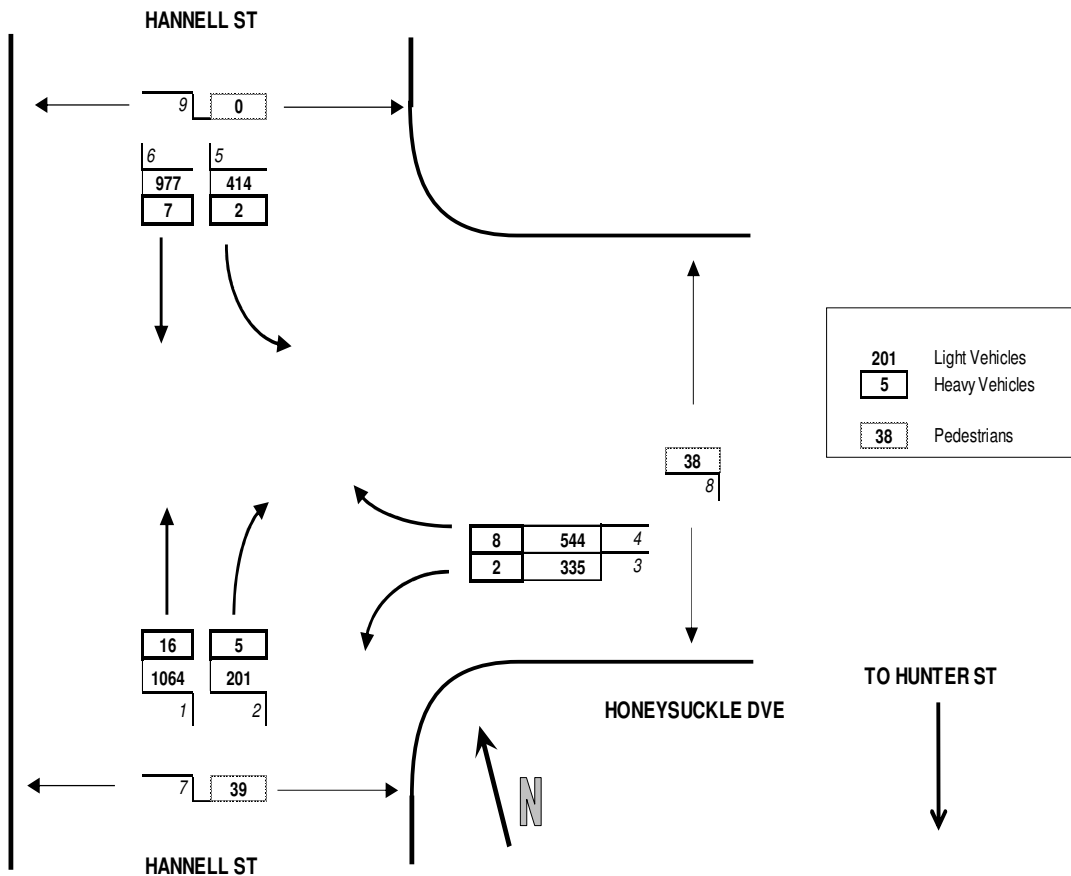 HANNELL ST
9 0
6 5
977 414
7 2
201 Light Vehicles
5 Heavy Vehicles
38 Pedestrians
38
8
8 544 4
2 335 3
16 5
1064 201
1 2
TO HUNTER ST
HONEYSUCKLE DVE
7 39
N
HANNELL ST